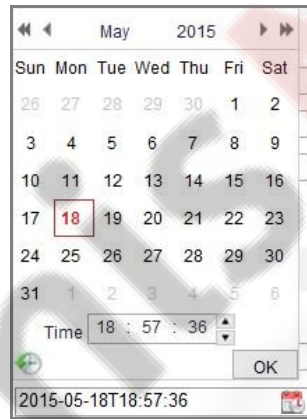 May 2015
Sun Mon Tue Wed Thu Fri Sat
26 27 28 29 30 1 2
3 4 5 6 7 8 9
10 11 12 13 14 15 16
17 18 19 20 21 22 23
24 25 26 27 28 29 30
31 1 2 3 4 5 6
Time 18 : 57 : 36
OK
2015-05-18T18:57:36